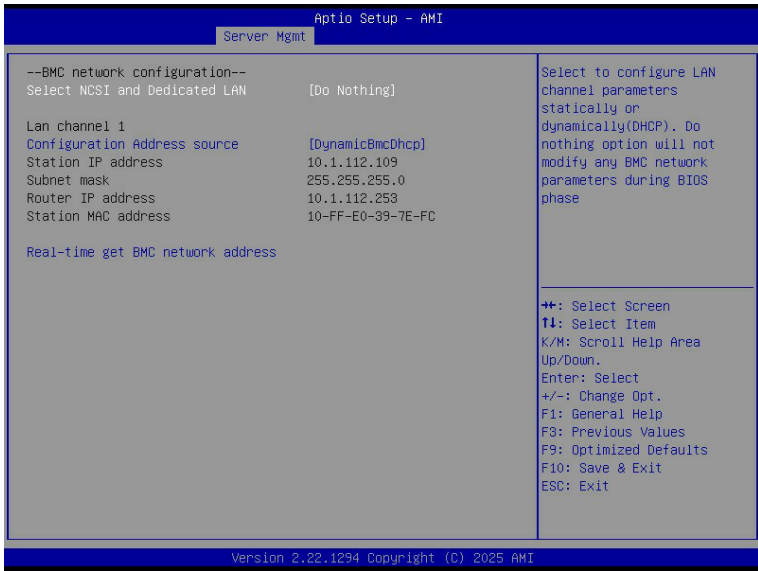 Aptio Setup - AMI
Server Mgmt
--BMC network configuration--
Select NCSI and Dedicated LAN [Do Nothing]
Lan channel 1
Configuration Address source [DynamicBmcDhcp]
Station IP address 10.1.112.109
Subnet mask 255.255.255.0
Router IP address 10.1.112.253
Station MAC address 10-FF-E0-39-7E-FC
Real-time get BMC network address
Select to configure LAN
channel parameters
statically or
dynamically(DHCP). Do
nothing option will not
modify any BMC network
parameters during BIOS
phase
→←: Select Screen
↑↓: Select Item
K/M: Scroll Help Area
Up/Down.
Enter: Select
+/-: Change Opt.
F1: General Help
F3: Previous Values
F9: Optimized Defaults
F10: Save & Exit
ESC: Exit
Version 2.22.1294 Copyright (C) 2025 AMI